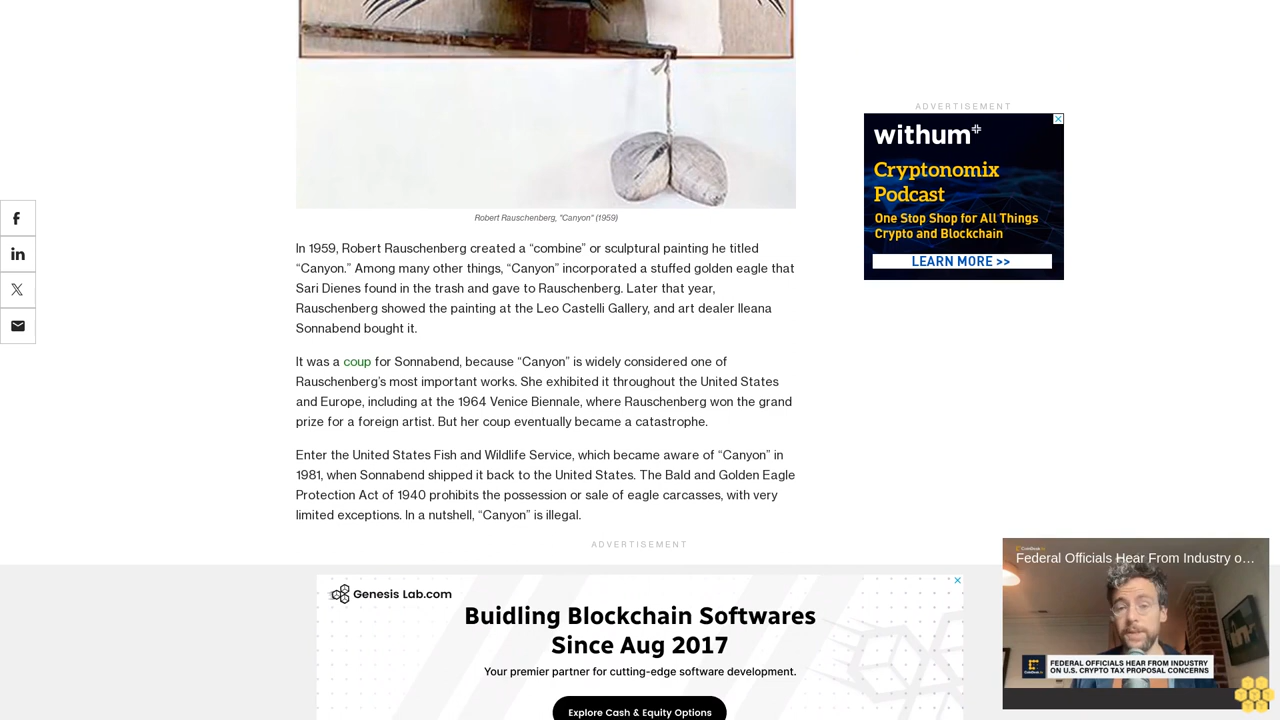 Robert Rauschenberg, "Canyon" (1959)
In 1959, Robert Rauschenberg created a “combine” or sculptural painting he titled
“Canyon.” Among many other things, “Canyon” incorporated a stuffed golden eagle that
Sari Dienes found in the trash and gave to Rauschenberg. Later that year,
Rauschenberg showed the painting at the Leo Castelli Gallery, and art dealer Ileana
Sonnabend bought it.
It was a coup for Sonnabend, because “Canyon” is widely considered one of
Rauschenberg’s most important works. She exhibited it throughout the United States
and Europe, including at the 1964 Venice Biennale, where Rauschenberg won the grand
prize for a foreign artist. But her coup eventually became a catastrophe.
Enter the United States Fish and Wildlife Service, which became aware of “Canyon” in
1981, when Sonnabend shipped it back to the United States. The Bald and Golden Eagle
Protection Act of 1940 prohibits the possession or sale of eagle carcasses, with very
limited exceptions. In a nutshell, “Canyon” is illegal.
ADVERTISEMENT
Genesis Lab.com
Buidling Blockchain Softwares
Since Aug 2017
Your premier partner for cutting-edge software development.
Explore Cash & Equity Options
ADVERTISEMENT
withum
Cryptonomix
Podcast
One Stop Shop for All Things
Crypto and Blockchain
LEARN MORE >>
Federal Officials Hear From Industry o…
FEDERAL OFFICIALS HEAR FROM INDUSTRY
ON U.S. CRYPTO TAX PROPOSAL CONCERNS